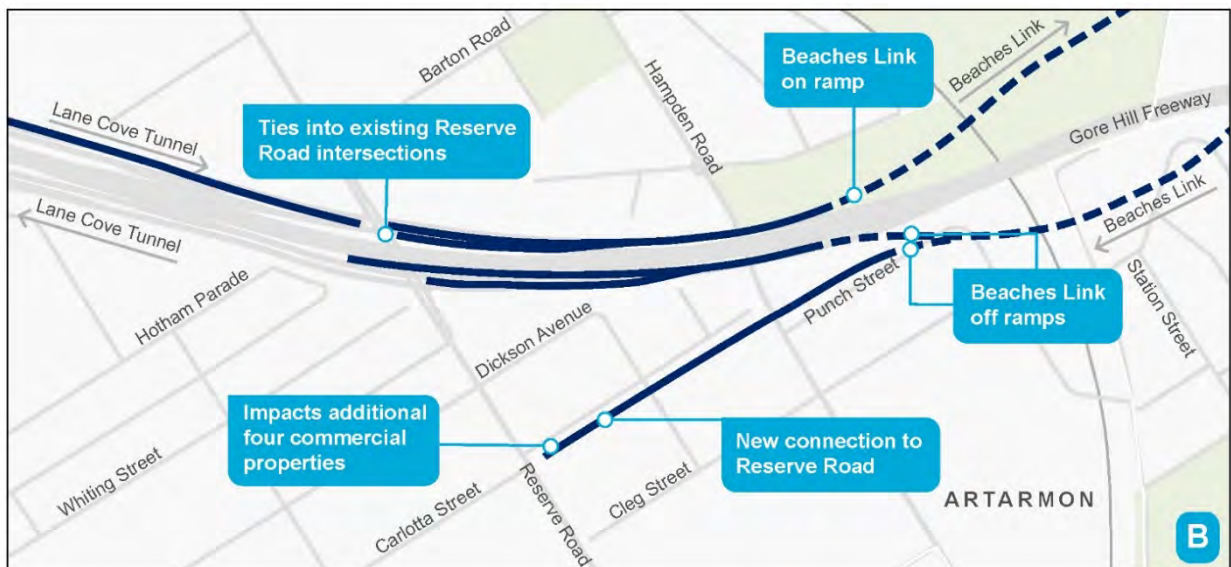 Barton Road
Hampden Road
Beaches Link
on ramp
Beaches Link
Gore Hill Freeway
Lane Cove Tunnel
Ties into existing Reserve
Road intersections
Lane Cove Tunnel
Beaches Link
Hotham Parade
Punch Street
Beaches Link
off ramps
Station Street
Dickson Avenue
Impacts additional
four commercial
properties
New connection to
Reserve Road
Whiting Street
Carlotta Street
Reserve Road
Cleg Street
ARTARMON
B